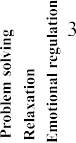 Problem solving
Relaxation
Emotional regulation
3